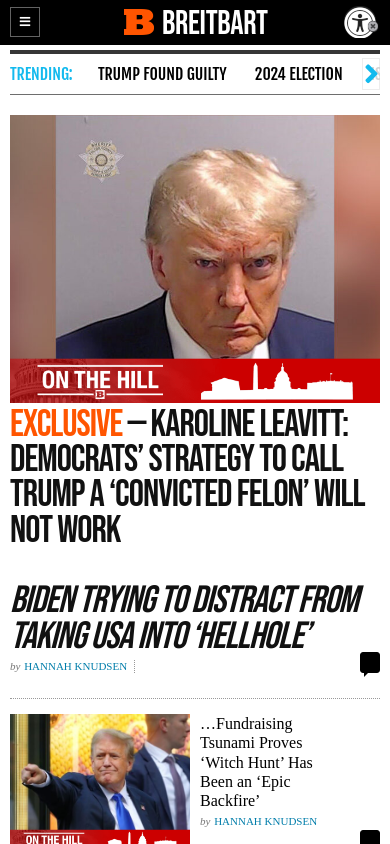 BREITBART
TRENDING:
TRUMP FOUND GUILTY
2024 ELECTION
ON THE HILL
EXCLUSIVE – KAROLINE LEAVITT:
DEMOCRATS’ STRATEGY TO CALL
TRUMP A ‘CONVICTED FELON’ WILL
NOT WORK
BIDEN TRYING TO DISTRACT FROM
TAKING USA INTO ‘HELLHOLE’
by HANNAH KNUDSEN
…Fundraising
Tsunami Proves
‘Witch Hunt’ Has
Been an ‘Epic
Backfire’
by HANNAH KNUDSEN
ON THE HILL